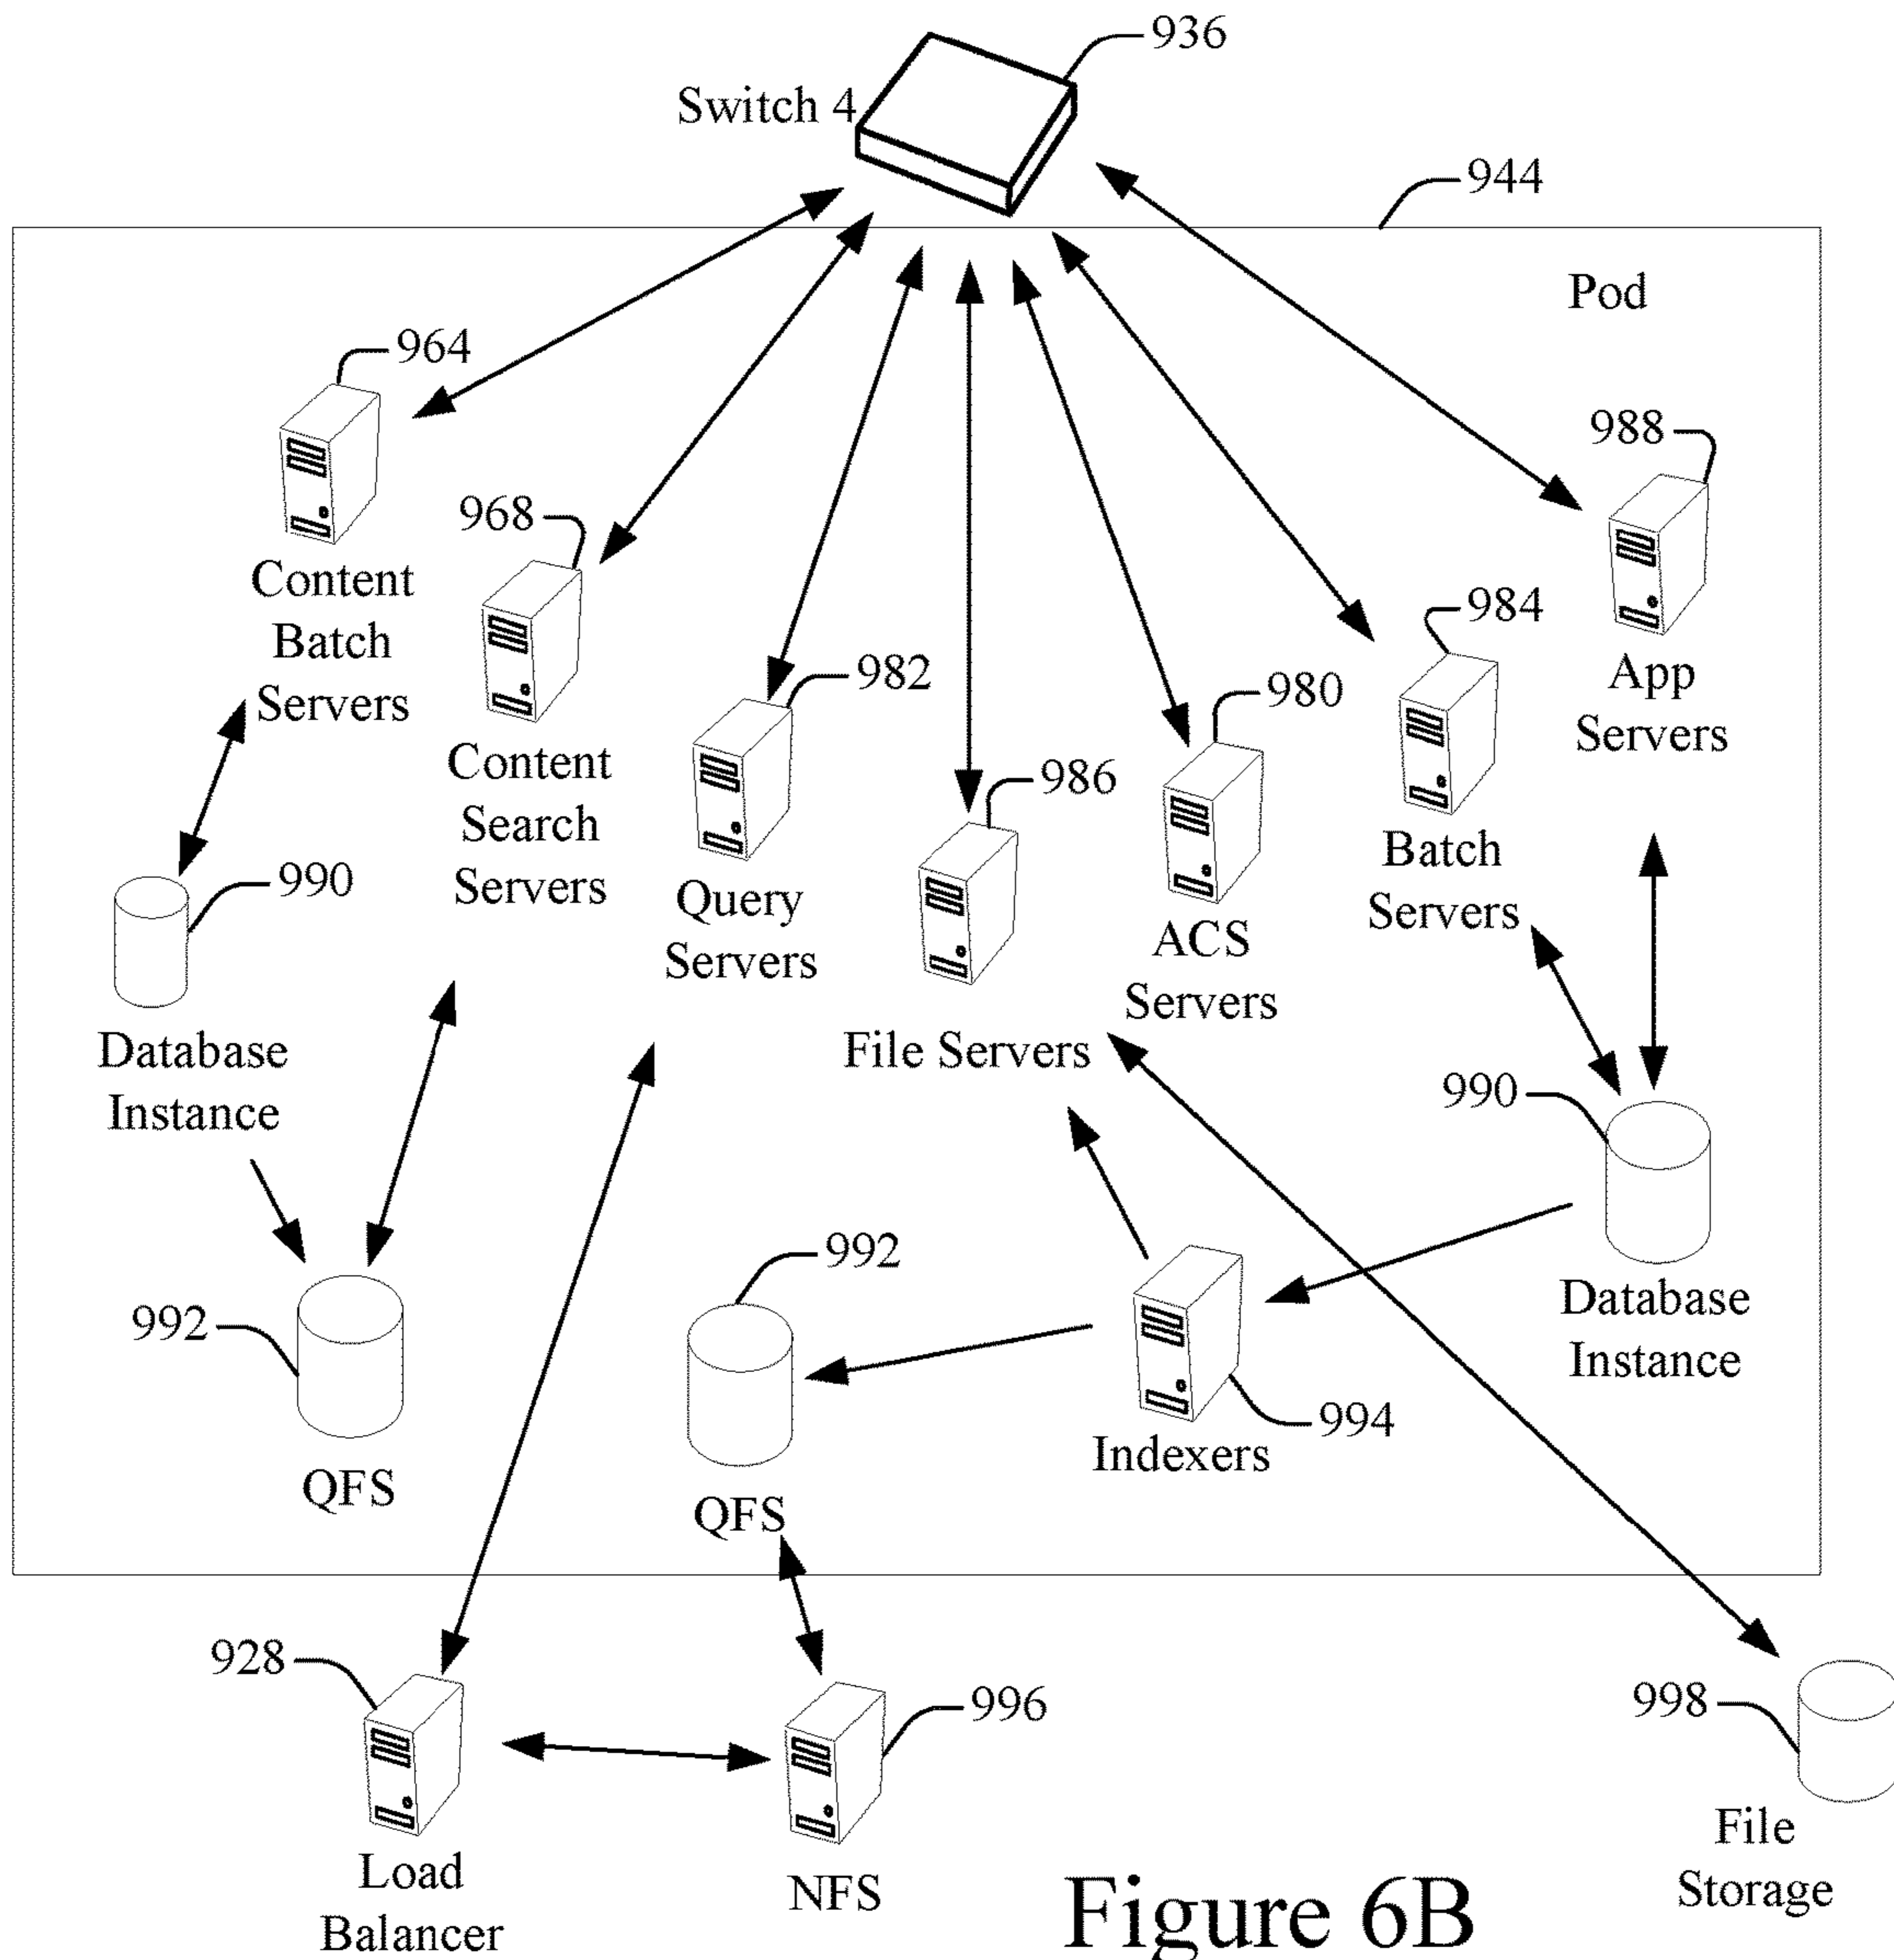 936
Switch 4
944
Pod
964
988
968
Content
Batch
Servers
984
982
980
App
Servers
Content
Search
Servers
986
990
Batch
Servers
Query
Servers
ACS
Servers
Database
Instance
File Servers
990
992
992
Database
Instance
994
Indexers
QFS
QFS
928
996
998
Load
Balancer
NFS
File
Storage
Figure 6B